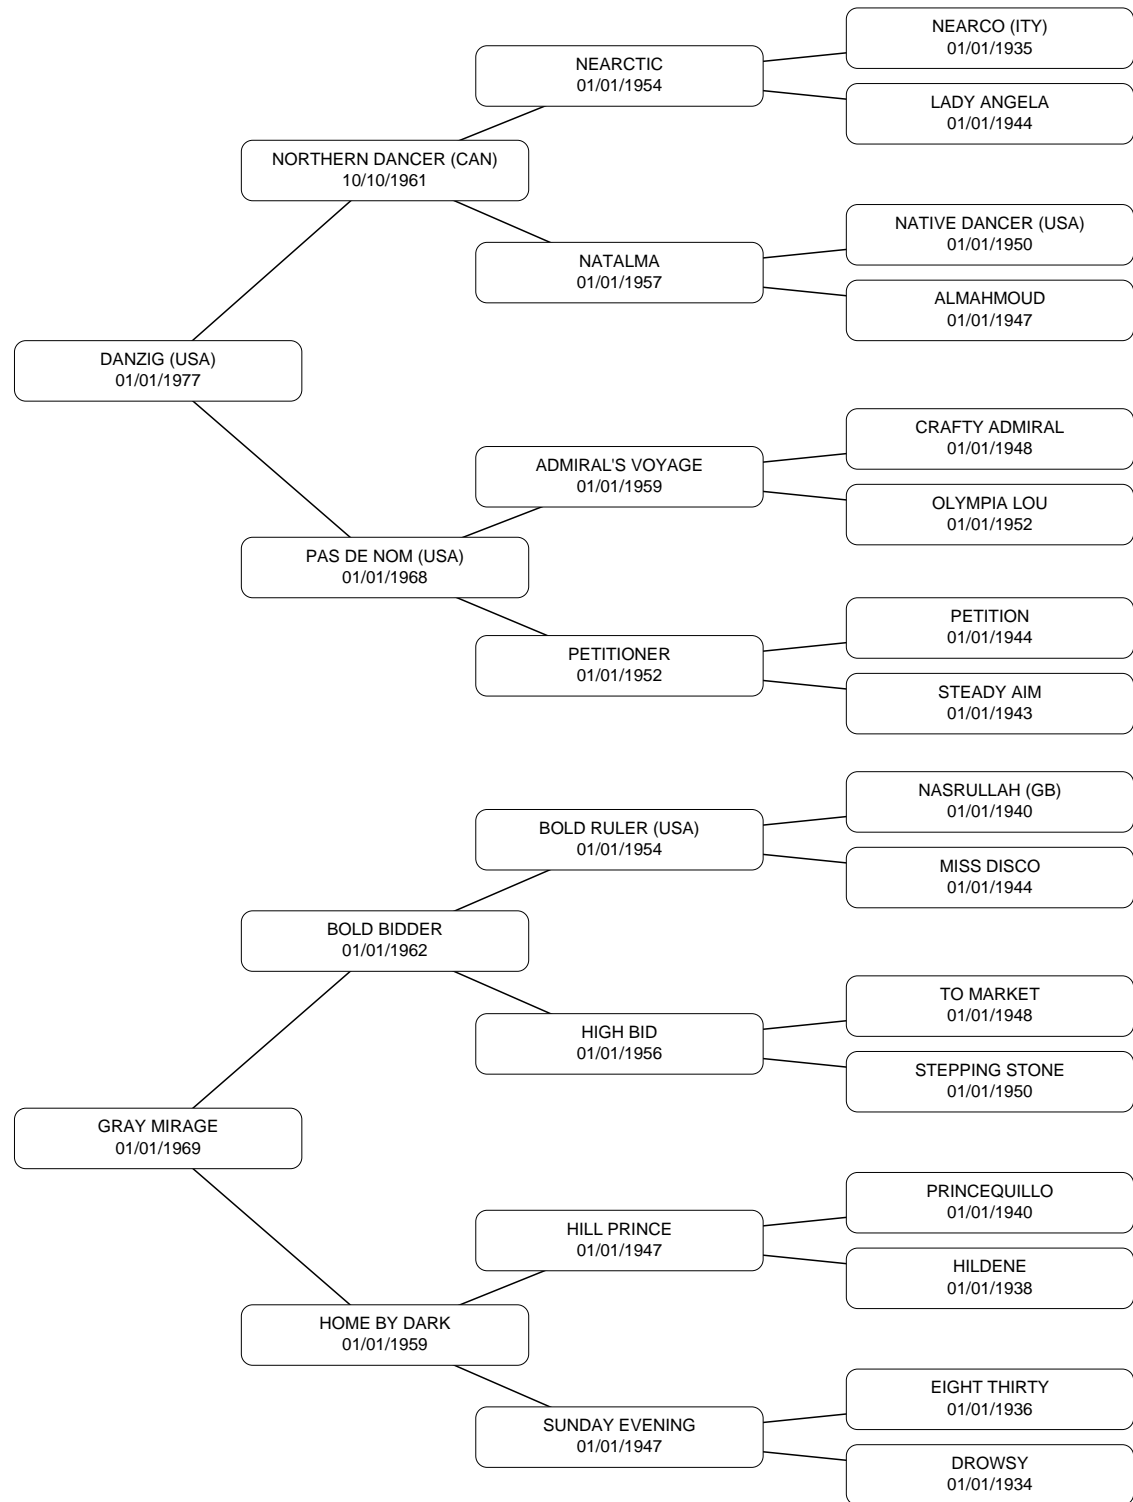 NEARCO (ITY)
01/01/1935
NEARCTIC
01/01/1954
LADY ANGELA
01/01/1944
NORTHERN DANCER (CAN)
10/10/1961
NATIVE DANCER (USA)
01/01/1950
NATALMA
01/01/1957
ALMAHMOUD
01/01/1947
DANZIG (USA)
01/01/1977
CRAFTY ADMIRAL
01/01/1948
ADMIRAL'S VOYAGE
01/01/1959
OLYMPIA LOU
01/01/1952
PAS DE NOM (USA)
01/01/1968
PETITION
01/01/1944
PETITIONER
01/01/1952
STEADY AIM
01/01/1943
NASRULLAH (GB)
01/01/1940
BOLD RULER (USA)
01/01/1954
MISS DISCO
01/01/1944
BOLD BIDDER
01/01/1962
TO MARKET
01/01/1948
HIGH BID
01/01/1956
STEPPING STONE
01/01/1950
GRAY MIRAGE
01/01/1969
PRINCEQUILLO
01/01/1940
HILL PRINCE
01/01/1947
HILDENE
01/01/1938
HOME BY DARK
01/01/1959
EIGHT THIRTY
01/01/1936
SUNDAY EVENING
01/01/1947
DROWSY
01/01/1934